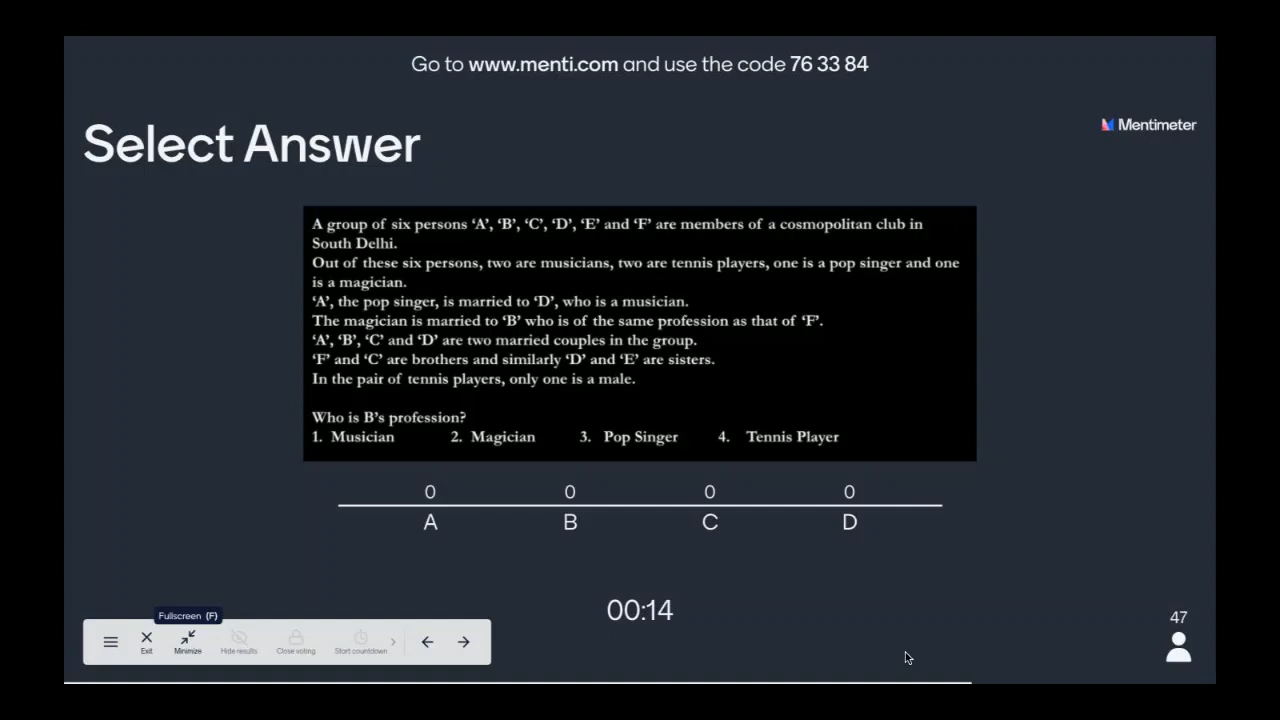 Go to www.menti.com and use the code 76 33 84
Select Answer
Mentimeter
A group of six persons ‘A’, ‘B’, ‘C’, ‘D’, ‘E’ and ‘F’ are members of a cosmopolitan club in
South Delhi.
Out of these six persons, two are musicians, two are tennis players, one is a pop singer and one
is a magician.
‘A’, the pop singer, is married to ‘D’, who is a musician.
The magician is married to ‘B’ who is of the same profession as that of ‘F’.
‘A’, ‘B’, ‘C’ and ‘D’ are two married couples in the group.
‘F’ and ‘C’ are brothers and similarly ‘D’ and ‘E’ are sisters.
In the pair of tennis players, only one is a male.
Who is B’s profession?
1. Musician 2. Magician 3. Pop Singer 4. Tennis Player
0 0 0 0
A B C D
00:14
47
Fullscreen (F)
Exit Minimize Hide results Close voting Start countdown